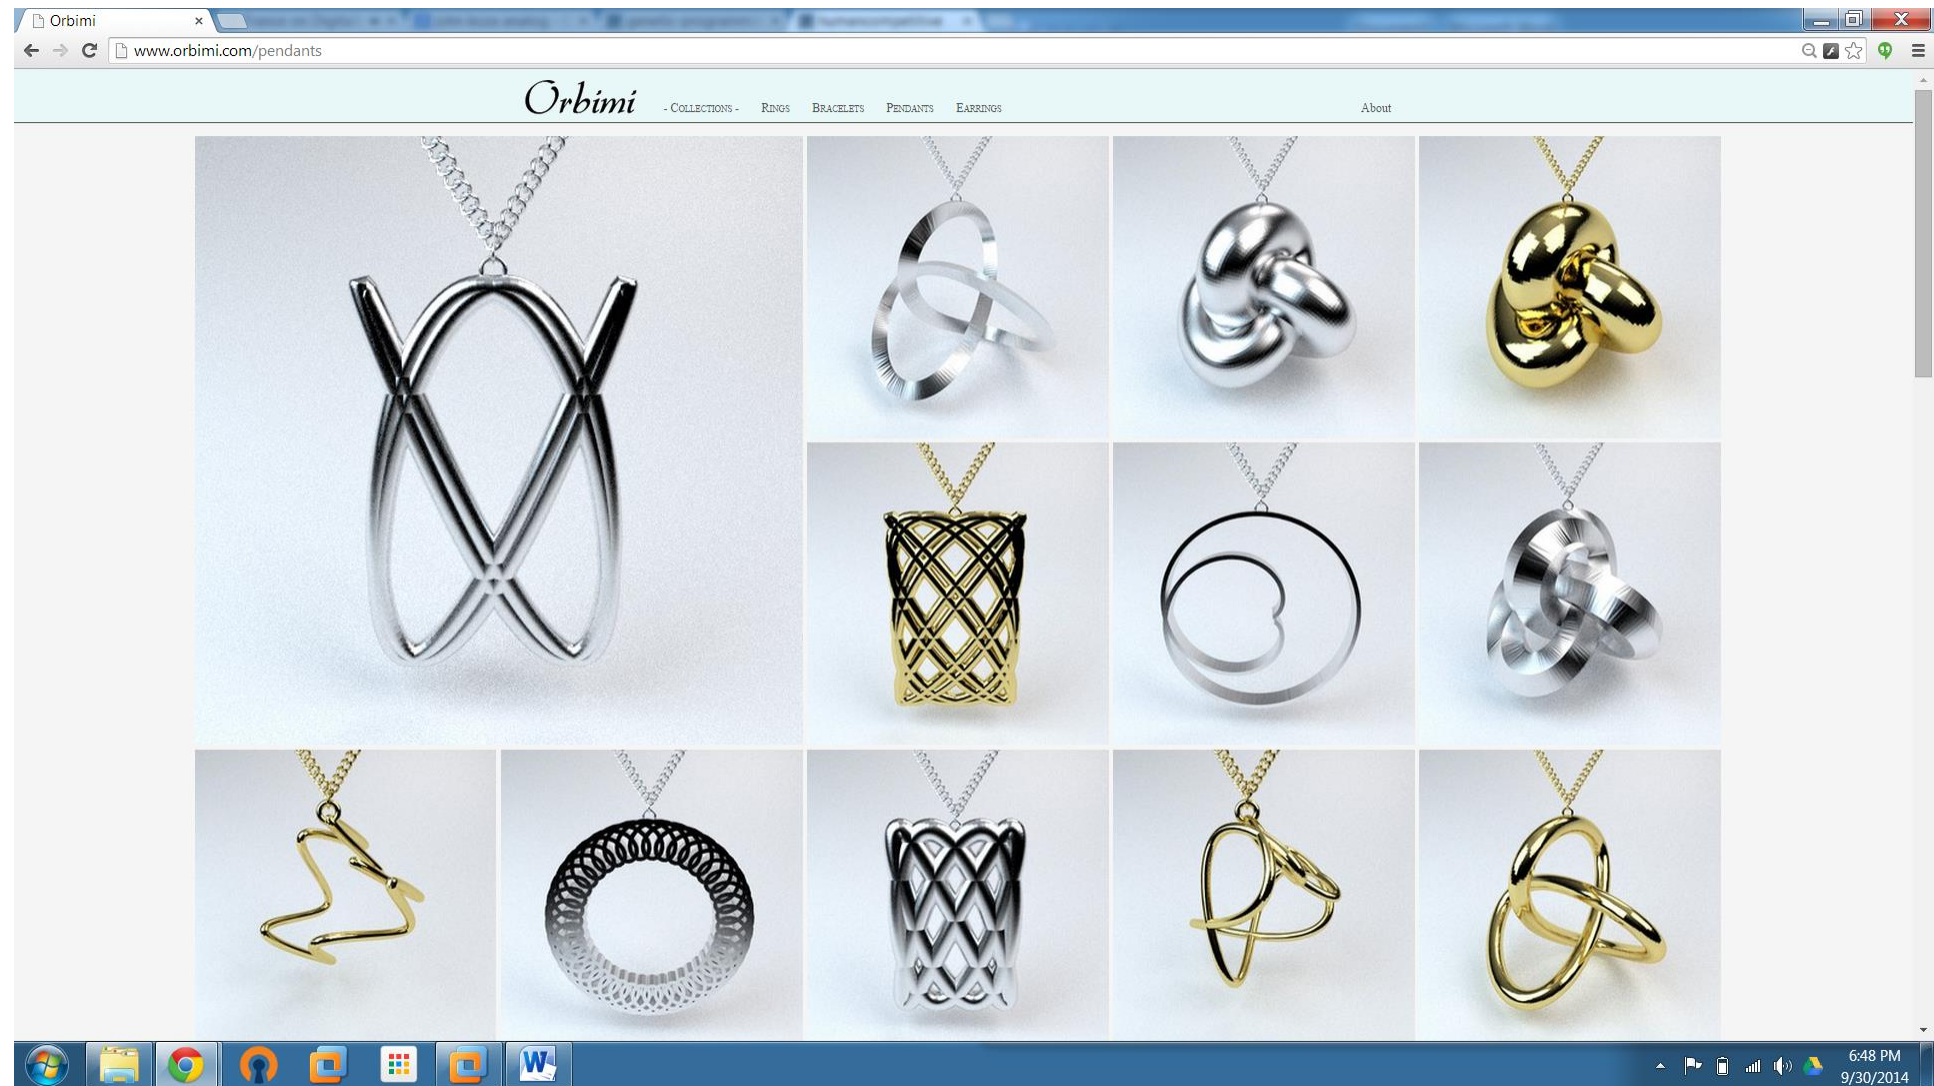 Orbimi
www.orbimi.com/pendants
Orbimi - Collections - Rings Bracelets Pendants Earrings About
6:48 PM
9/30/2014